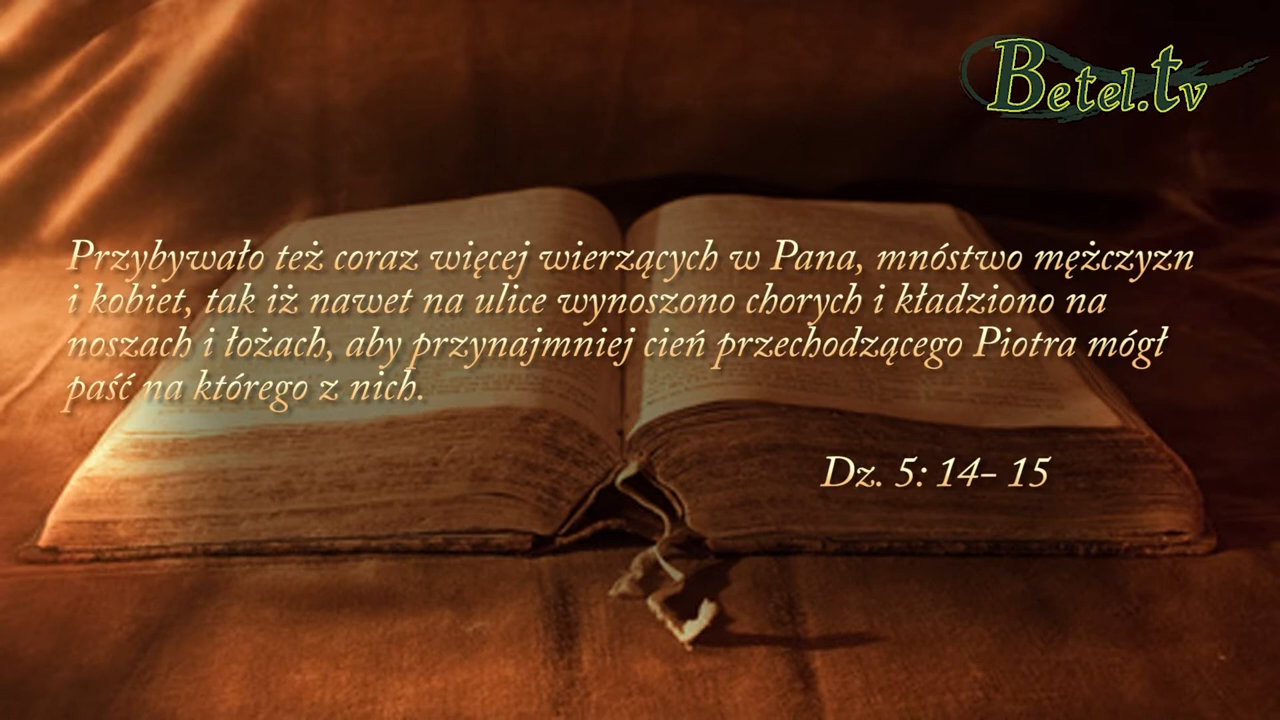 Betel.tv
Przybywało też coraz więcej wierzących w Pana, mnóstwo mężczyzn
i kobiet, tak iż nawet na ulice wynoszono chorych i kładziono na
noszach i łożach, aby przynajmniej cień przechodzącego Piotra mógł
paść na którego z nich.
Dz. 5: 14- 15